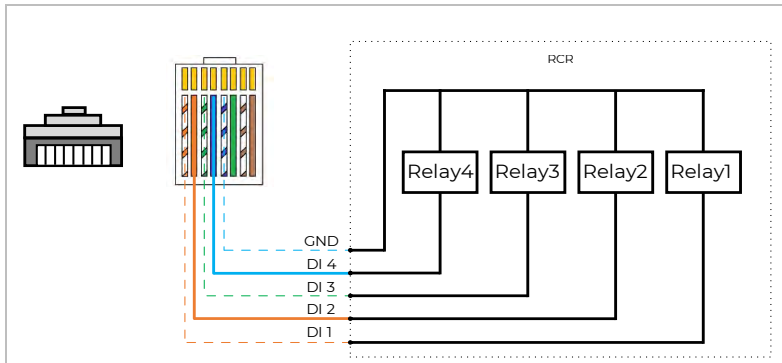 RCR
Relay4 Relay3 Relay2 Relay1
GND
DI 4
DI 3
DI 2
DI 1